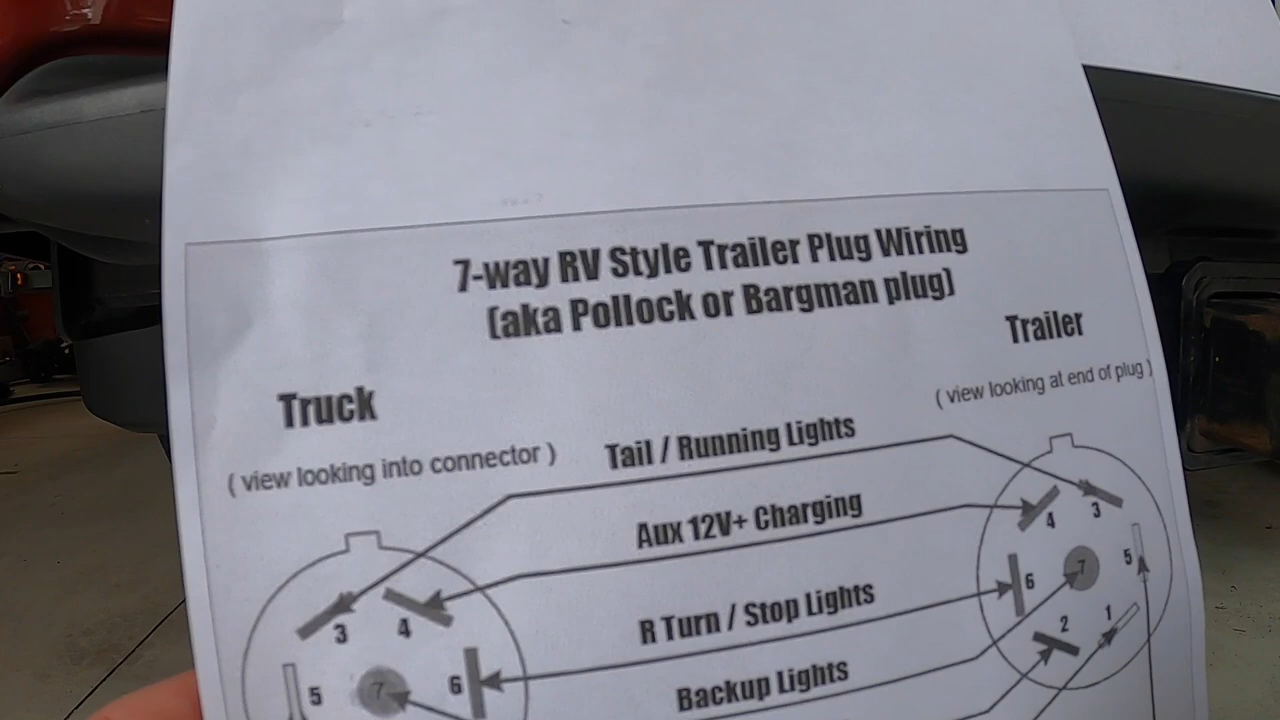 7-way RV Style Trailer Plug Wiring
(aka Pollock or Bargman plug)
Truck
Trailer
( view looking into connector )
( view looking at end of plug )
Tail / Running Lights
Aux 12V+ Charging
R Turn / Stop Lights
Backup Lights
3
4
5
7
6
4
3
5
6
7
2
1